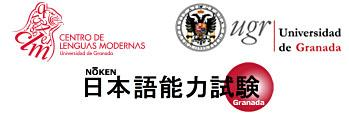 CENTRO DE
LENGUAS MODERNAS
Universidad de Granada
clm
ugr
Universidad
de Granada
NŌKEN
日本語能力試験
Granada